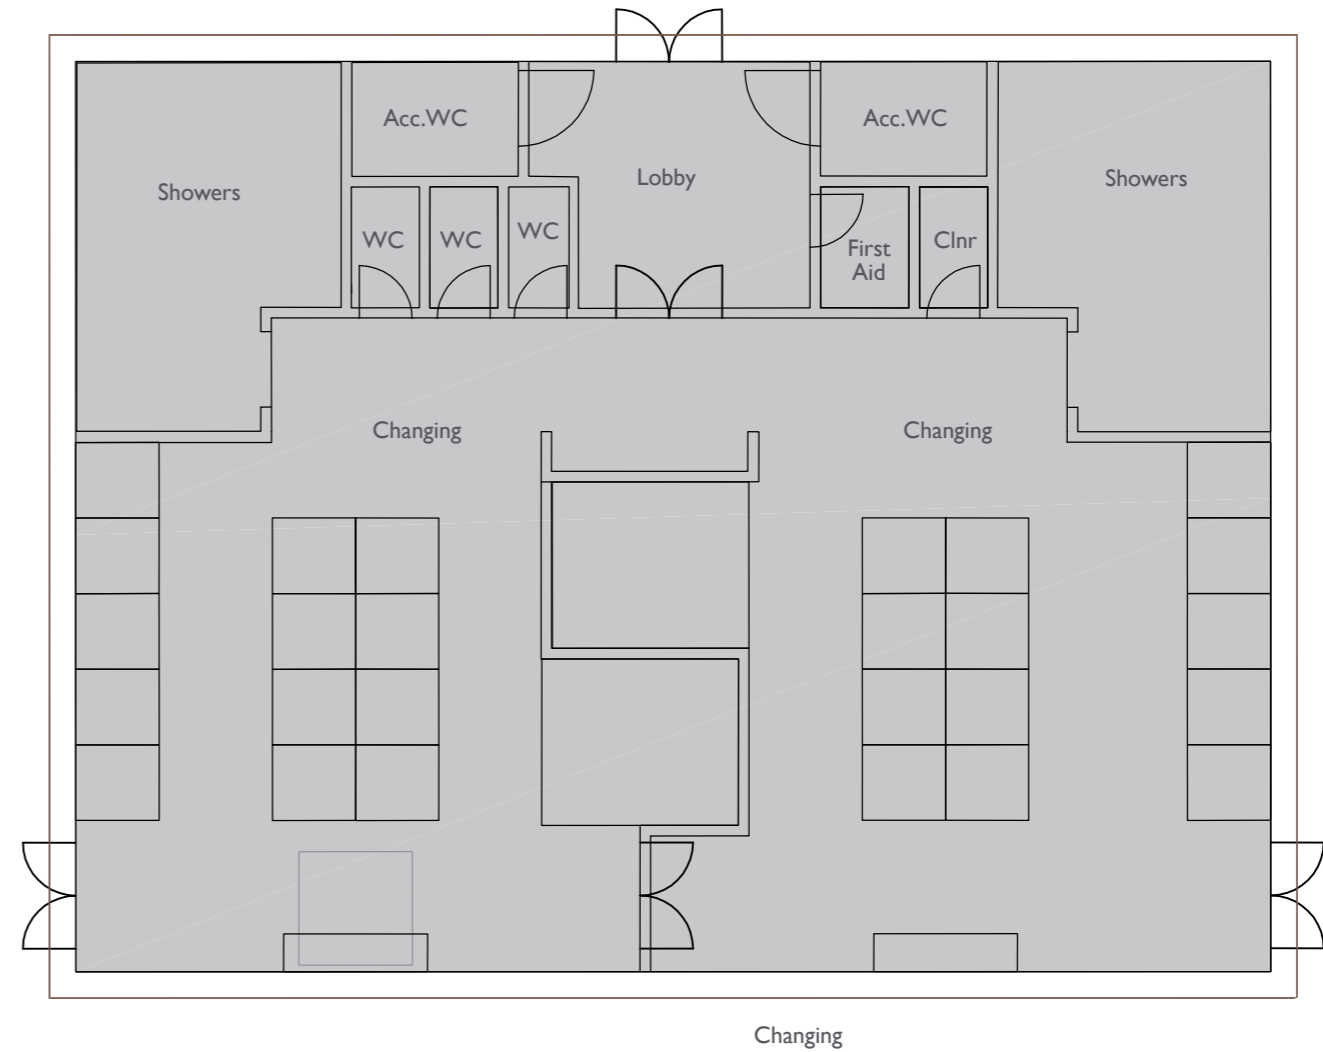 Acc.WC
Acc.WC
Showers
Lobby
Showers
WC
WC
WC
First
Aid
Clnr
Changing
Changing
Changing